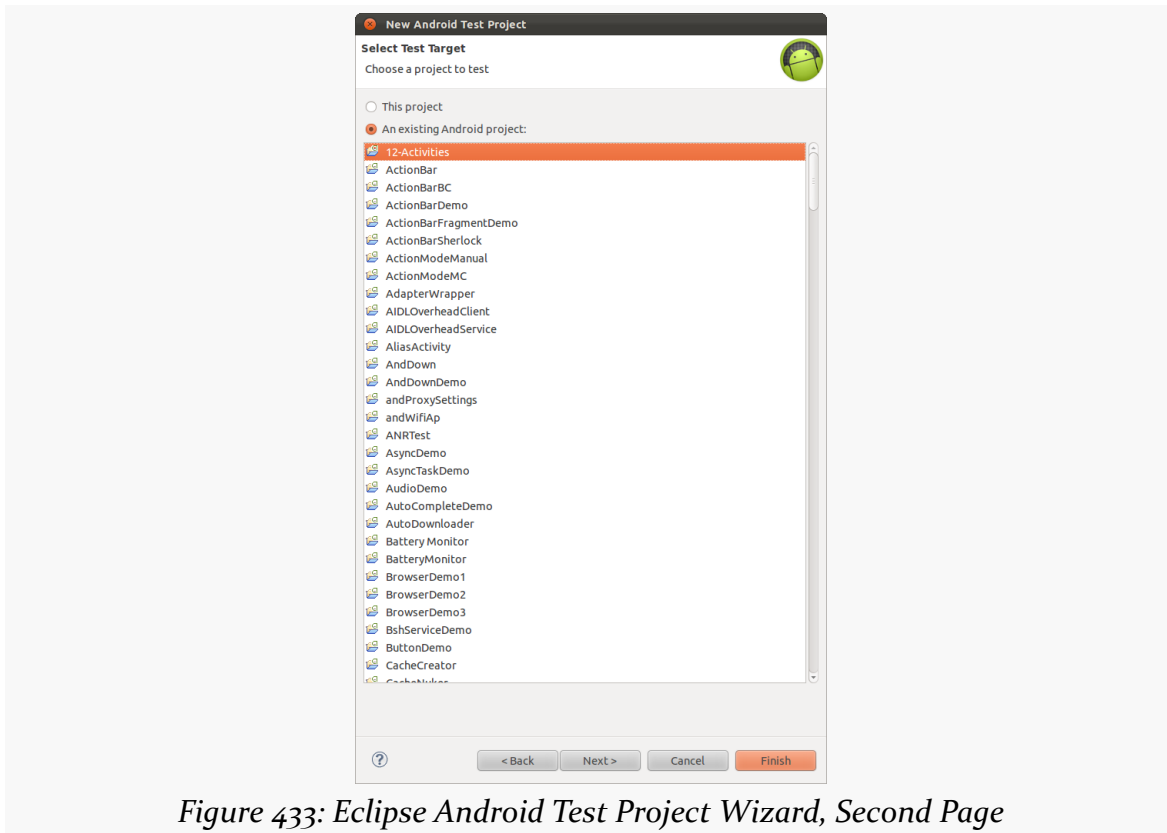 New Android Test Project
Select Test Target
Choose a project to test
This project
An existing Android project:
12-Activities
ActionBar
ActionBarBC
ActionBarDemo
ActionBarFragmentDemo
ActionBarSherlock
ActionModeManual
ActionModeMC
AdapterWrapper
AIDLOverheadClient
AIDLOverheadService
AliasActivity
AndDown
AndDownDemo
andProxySettings
andWifiAp
ANRTest
AsyncDemo
AsyncTaskDemo
AudioDemo
AutoCompleteDemo
AutoDownloader
Battery Monitor
BatteryMonitor
BrowserDemo1
BrowserDemo2
BrowserDemo3
BshServiceDemo
ButtonDemo
CacheCreator
?
< Back Next > Cancel Finish
Figure 433: Eclipse Android Test Project Wizard, Second Page